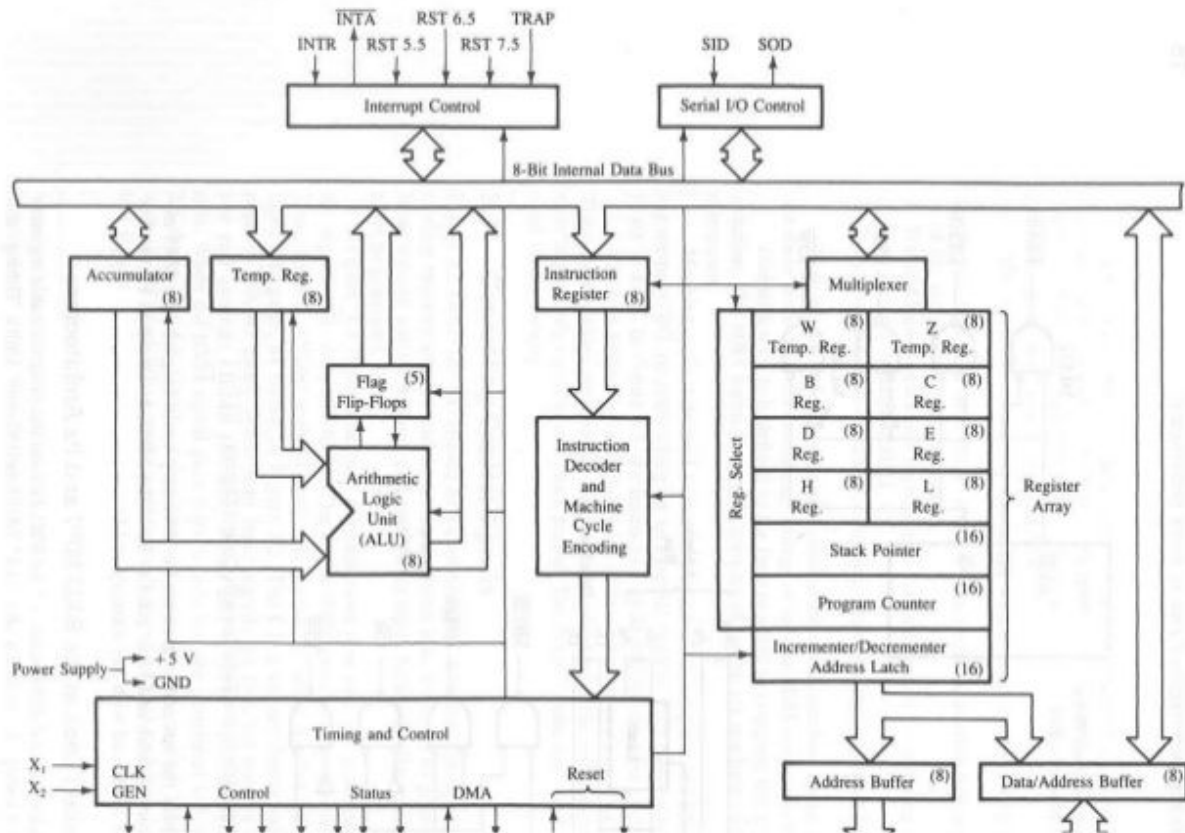 INTA
RST 6.5
TRAP
SID
SOD
INTR
RST 5.5
RST 7.5
Interrupt Control
Serial I/O Control
8-Bit Internal Data Bus
Accumulator
(8)
Temp. Reg.
(8)
Instruction
Register
(8)
Multiplexer
W
(8)
Temp. Reg.
Z
(8)
Temp. Reg.
Flag
(5)
Flip-Flops
B
(8)
Reg.
C
(8)
Reg.
D
(8)
Reg.
E
(8)
Reg.
H
(8)
Reg.
L
(8)
Reg.
Reg. Select
Register
Array
Arithmetic
Logic
Unit
(ALU)
(8)
Instruction
Decoder
and
Machine
Cycle
Encoding
(16)
Stack Pointer
(16)
Program Counter
Incrementer/Decrementer
Address Latch
(16)
Power Supply
+5 V
GND
Timing and Control
X₁
X₂
CLK
GEN
Control
Status
DMA
Reset
Address Buffer
(8)
Data/Address Buffer
(8)